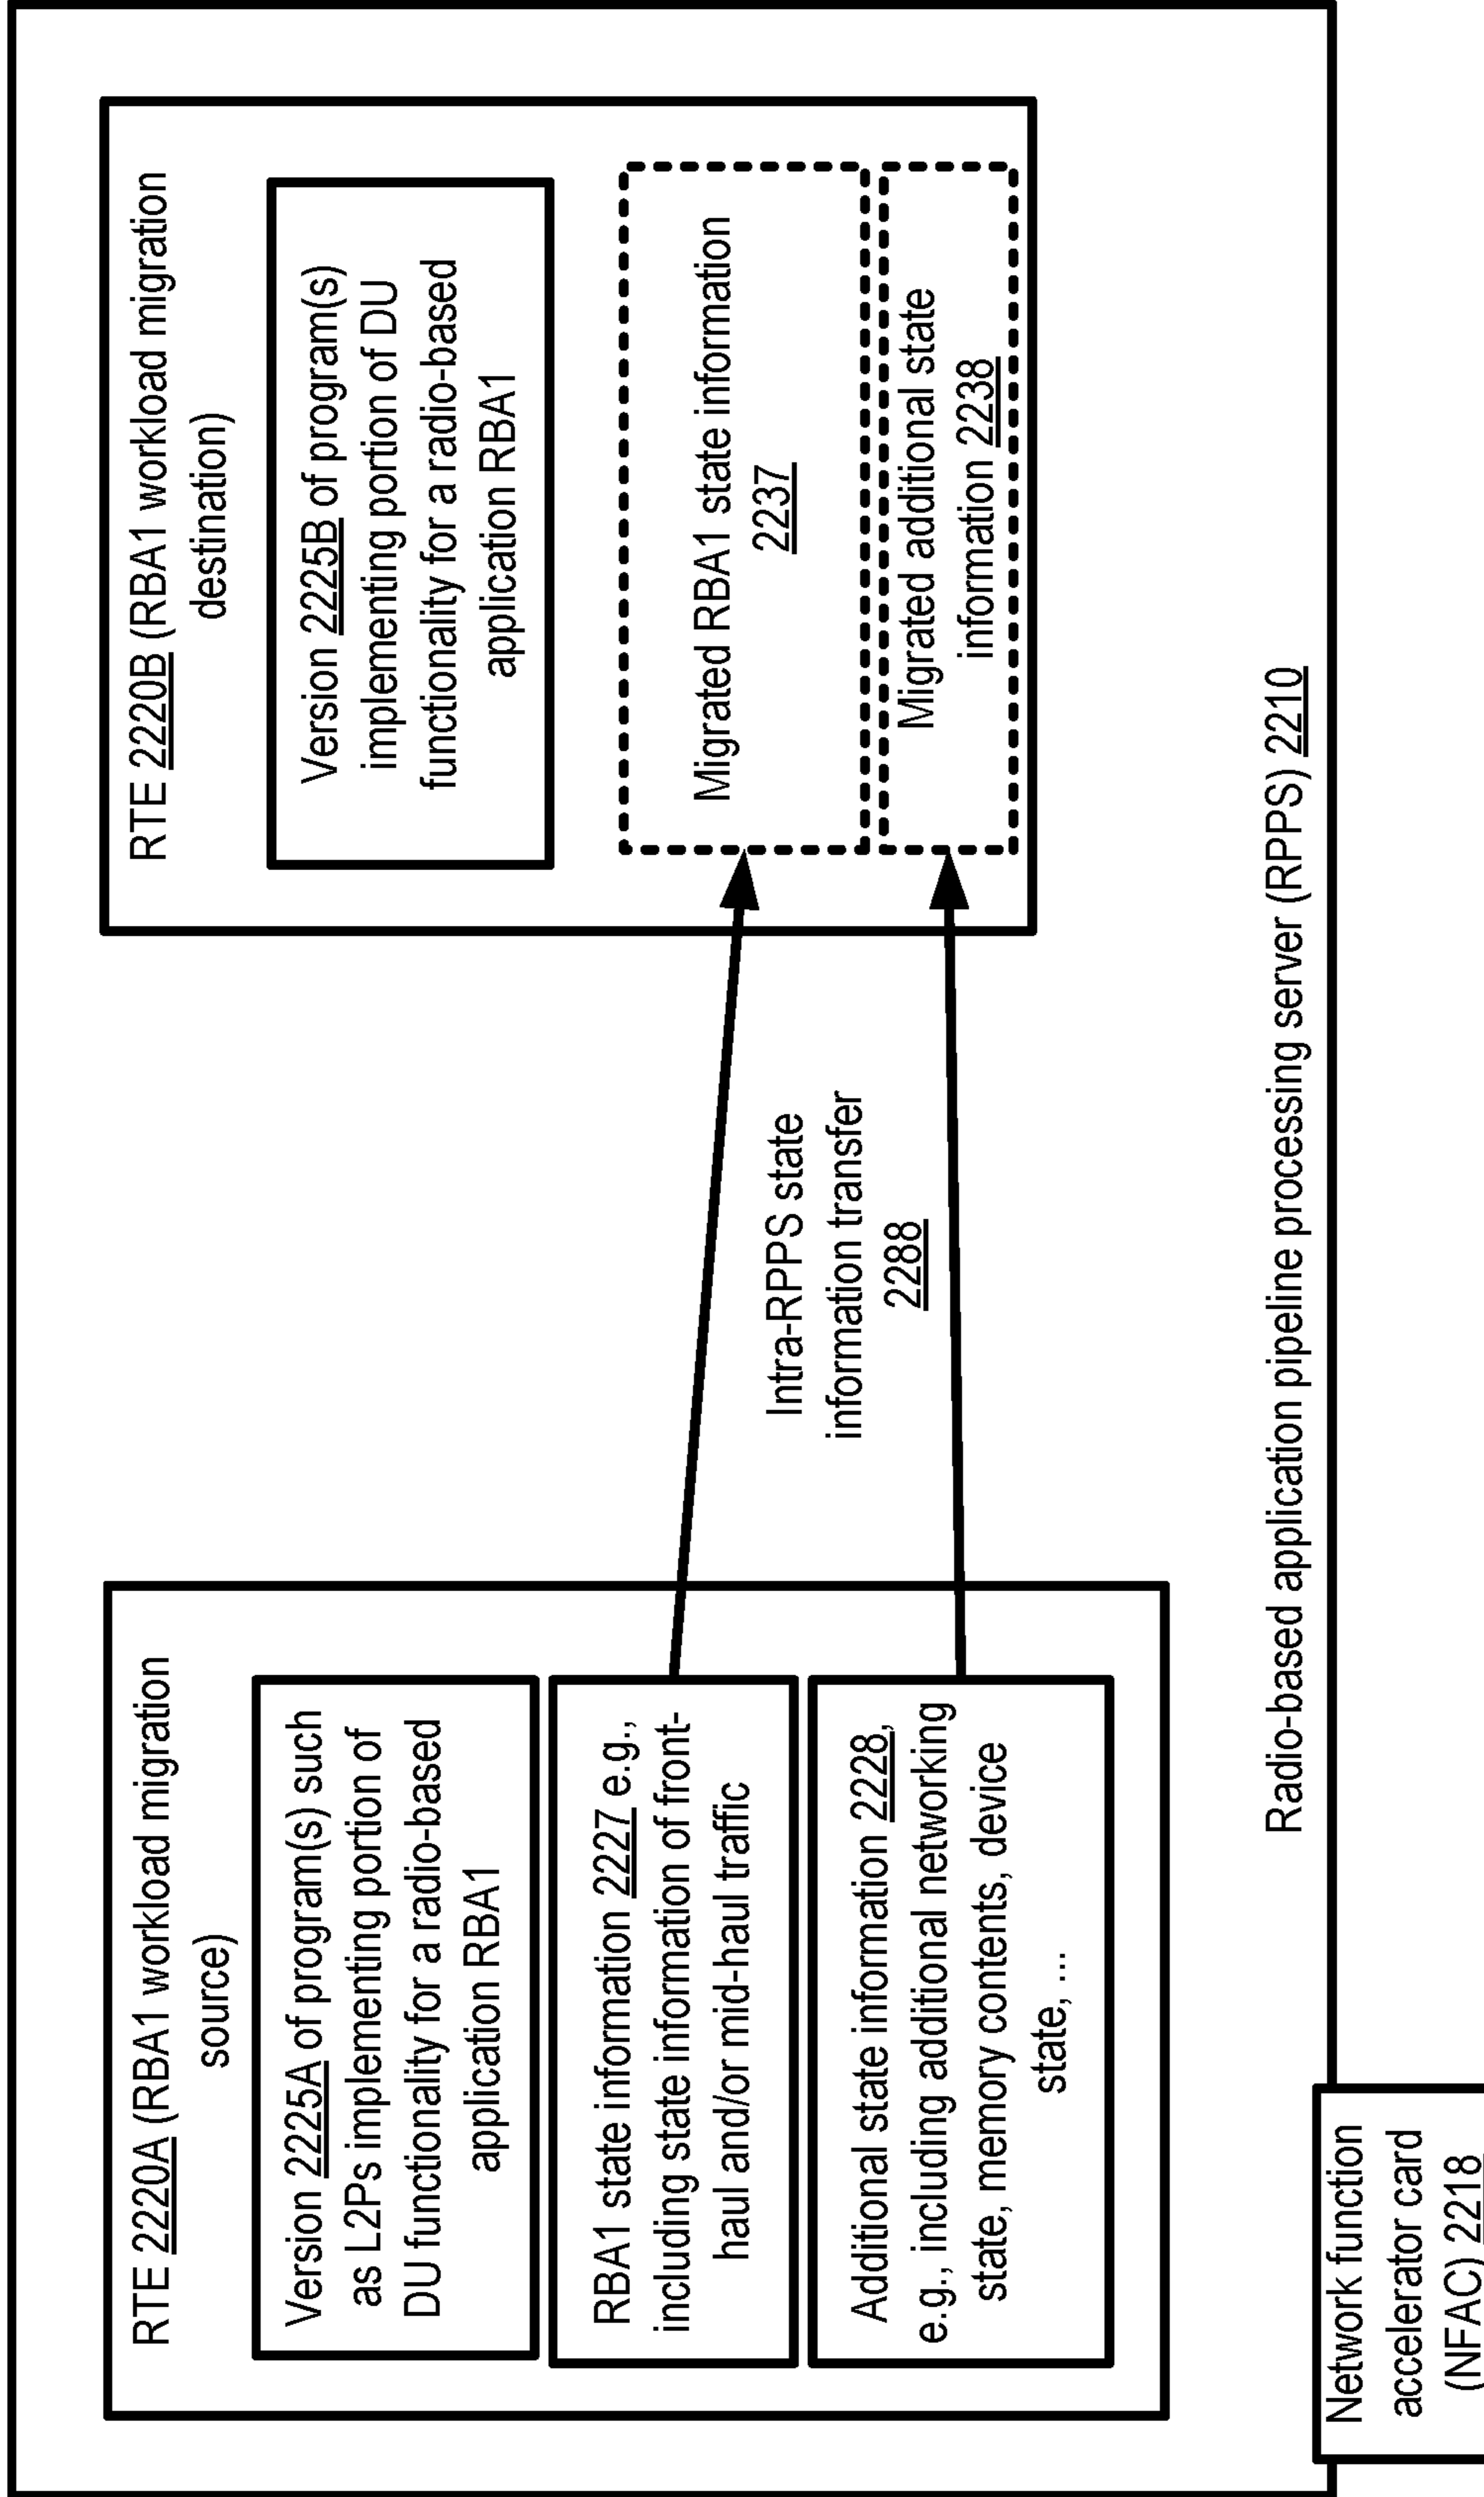 RTE 2220A (RBA1 workload migration
source)
Version 2225A of program(s) such
as L2Ps implementing portion of
DU functionality for a radio-based
application RBA1
RBA1 state information 2227 e.g.,
including state information of front-
haul and/or mid-haul traffic
Additional state information 2228,
e.g., including additional networking
state, memory contents, device
state, …
Intra-RPPS state
information transfer
2288
RTE 2220B (RBA1 workload migration
destination)
Version 2225B of program(s)
implementing portion of DU
functionality for a radio-based
application RBA1
Migrated RBA1 state information
2237
Migrated additional state
information 2238
Radio-based application pipeline processing server (RPPS) 2210
Network function
accelerator card
(NFAC) 2218